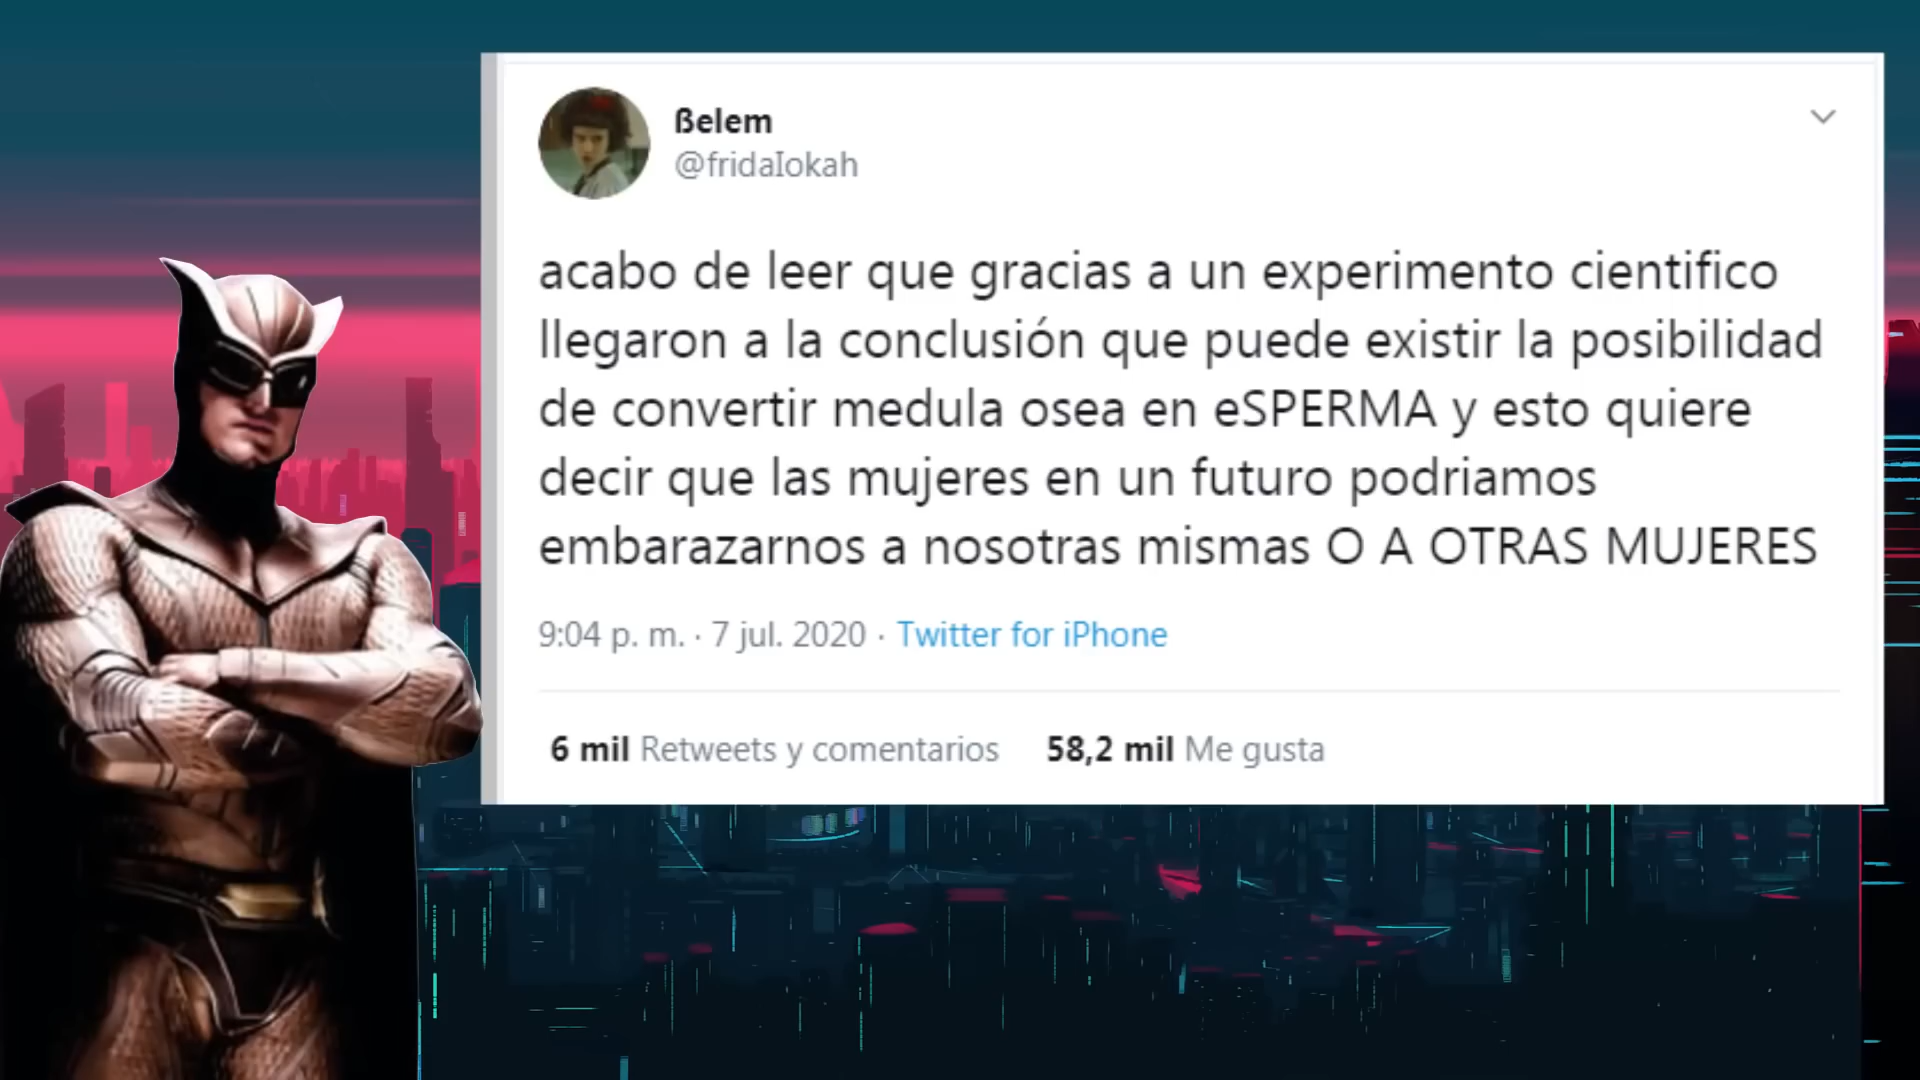 ßelem
@fridaIokah
acabo de leer que gracias a un experimento cientifico
llegaron a la conclusión que puede existir la posibilidad
de convertir medula osea en eSPERMA y esto quiere
decir que las mujeres en un futuro podriamos
embarazarnos a nosotras mismas O A OTRAS MUJERES
9:04 p. m. · 7 jul. 2020 · Twitter for iPhone
6 mil Retweets y comentarios 58,2 mil Me gusta